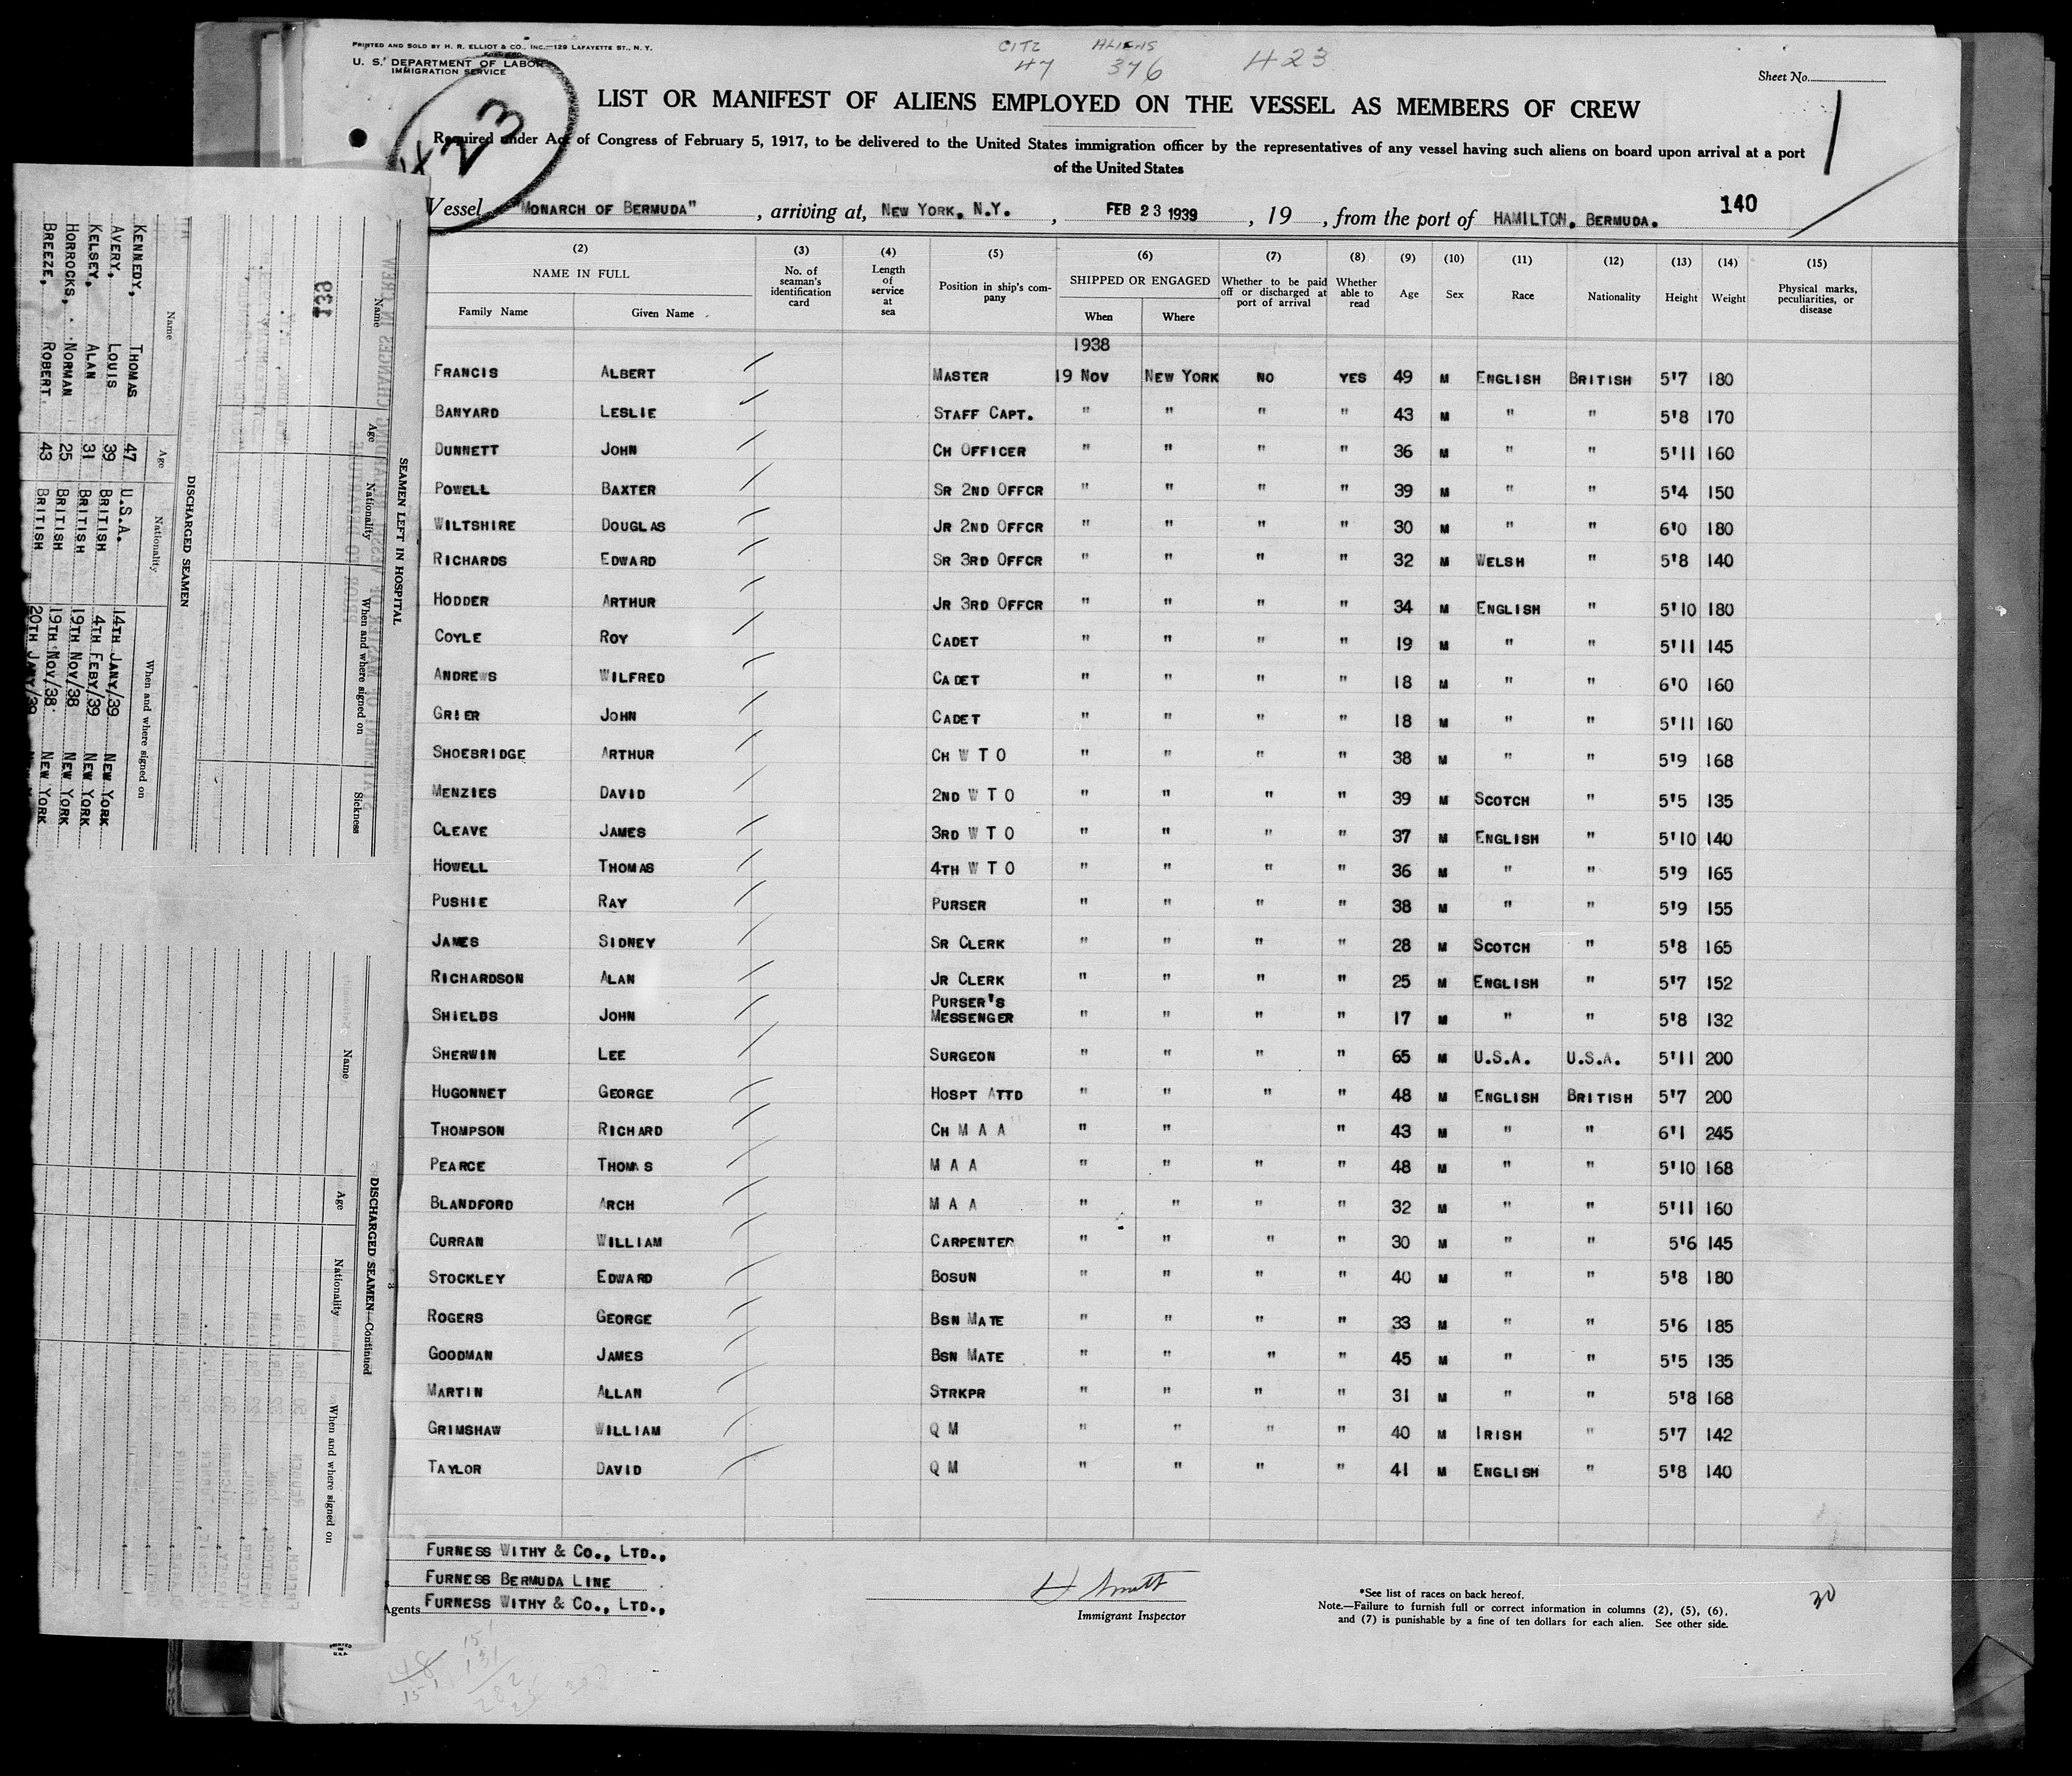 PRINTED AND SOLD BY H. R. ELLIOT & CO., INC.—129 LAFAYETTE ST., N. Y.
U. S. DEPARTMENT OF LABOR
IMMIGRATION SERVICE
23
CITZ ALIENS
47 376 423
Sheet No.
1
LIST OR MANIFEST OF ALIENS EMPLOYED ON THE VESSEL AS MEMBERS OF CREW
Required under Act of Congress of February 5, 1917, to be delivered to the United States immigration officer by the representatives of any vessel having such aliens on board upon arrival at a port
of the United States
Vessel "MONARCH OF BERMUDA", arriving at, NEW YORK, N.Y., FEB 23 1939, 19 , from the port of HAMILTON, BERMUDA. 140
(2) (3) (4) (5) (6) (7) (8) (9) (10) (11) (12) (13) (14) (15)
NAME IN FULL
Family Name Given Name
No. of seaman's identification card
Length of service at sea
Position in ship's company
SHIPPED OR ENGAGED
When Where
Whether to be paid off or discharged at port of arrival
Whether able to read
Age Sex Race Nationality Height Weight
Physical marks, peculiarities, or disease
1938
FRANCIS ALBERT MASTER 19 NOV NEW YORK NO YES 49 M ENGLISH BRITISH 5'7 180
BANYARD LESLIE STAFF CAPT. " " " " 43 M " " 5'8 170
DUNNETT JOHN CH OFFICER " " " " 36 M " " 5'11 160
POWELL BAXTER SR 2ND OFFCR " " " " 39 M " " 5'4 150
WILTSHIRE DOUGLAS JR 2ND OFFCR " " " " 30 M " " 6'0 180
RICHARDS EDWARD SR 3RD OFFCR " " " " 32 M WELSH " 5'8 140
HODDER ARTHUR JR 3RD OFFCR " " " " 34 M ENGLISH " 5'10 180
COYLE ROY CADET " " " " 19 M " " 5'11 145
ANDREWS WILFRED CADET " " " " 18 M " " 6'0 160
GRIER JOHN CADET " " " " 18 M " " 5'11 160
SHOEBRIDGE ARTHUR CH W T O " " " " 38 M " " 5'9 168
MENZIES DAVID 2ND W T O " " " " 39 M SCOTCH " 5'5 135
CLEAVE JAMES 3RD W T O " " " " 37 M ENGLISH " 5'10 140
HOWELL THOMAS 4TH W T O " " " " 36 M " " 5'9 165
PUSHIE RAY PURSER " " " " 38 M " " 5'9 155
JAMES SIDNEY SR CLERK " " " " 28 M SCOTCH " 5'8 165
RICHARDSON ALAN JR CLERK " " " " 25 M ENGLISH " 5'7 152
SHIELDS JOHN PURSER'S MESSENGER " " " " 17 M " " 5'8 132
SHERWIN LEE SURGEON " " " " 65 M U.S.A. U.S.A. 5'11 200
HUGONNET GEORGE HOSPT ATTD " " " " 48 M ENGLISH BRITISH 5'7 200
THOMPSON RICHARD CH M A A " " " 43 M " " 6'1 245
PEARCE THOMAS M A A " " " " 48 M " " 5'10 168
BLANDFORD ARCH M A A " " " " 32 M " " 5'11 160
CURRAN WILLIAM CARPENTER " " " " 30 M " " 5'6 145
STOCKLEY EDWARD BOSUN " " " " 40 M " " 5'8 180
ROGERS GEORGE BSN MATE " " " " 33 M " " 5'6 185
GOODMAN JAMES BSN MATE " " " " 45 M " " 5'5 135
MARTIN ALLAN STRKPR " " " " 31 M " " 5'8 168
GRIMSHAW WILLIAM Q M " " " " 40 M IRISH " 5'7 142
TAYLOR DAVID Q M " " " " 41 M ENGLISH " 5'8 140
FURNESS WITHY & CO., LTD.,
FURNESS BERMUDA LINE
Agents FURNESS WITHY & CO., LTD.,
Immigrant Inspector
*See list of races on back hereof.
Note.—Failure to furnish full or correct information in columns (2), (5), (6),
and (7) is punishable by a fine of ten dollars for each alien. See other side.
30
SEAMEN LEFT IN HOSPITAL
Name Age Nationality When and where signed on Sickness
138
DISCHARGED SEAMEN
Name Age Nationality When and where signed on
KENNEDY, THOMAS 47 U.S.A. 14TH JANY/39 NEW YORK
AVERY, LOUIS 39 BRITISH 4TH FEBY/39 NEW YORK
KELSEY, ALAN 31 BRITISH 19TH NOV/38 NEW YORK
HORROCKS, NORMAN 25 BRITISH 19TH NOV/38 NEW YORK
BREEZE, ROBERT 43 BRITISH 20TH JANY/39 NEW YORK
DISCHARGED SEAMEN—Continued
Name Age Nationality When and where signed on